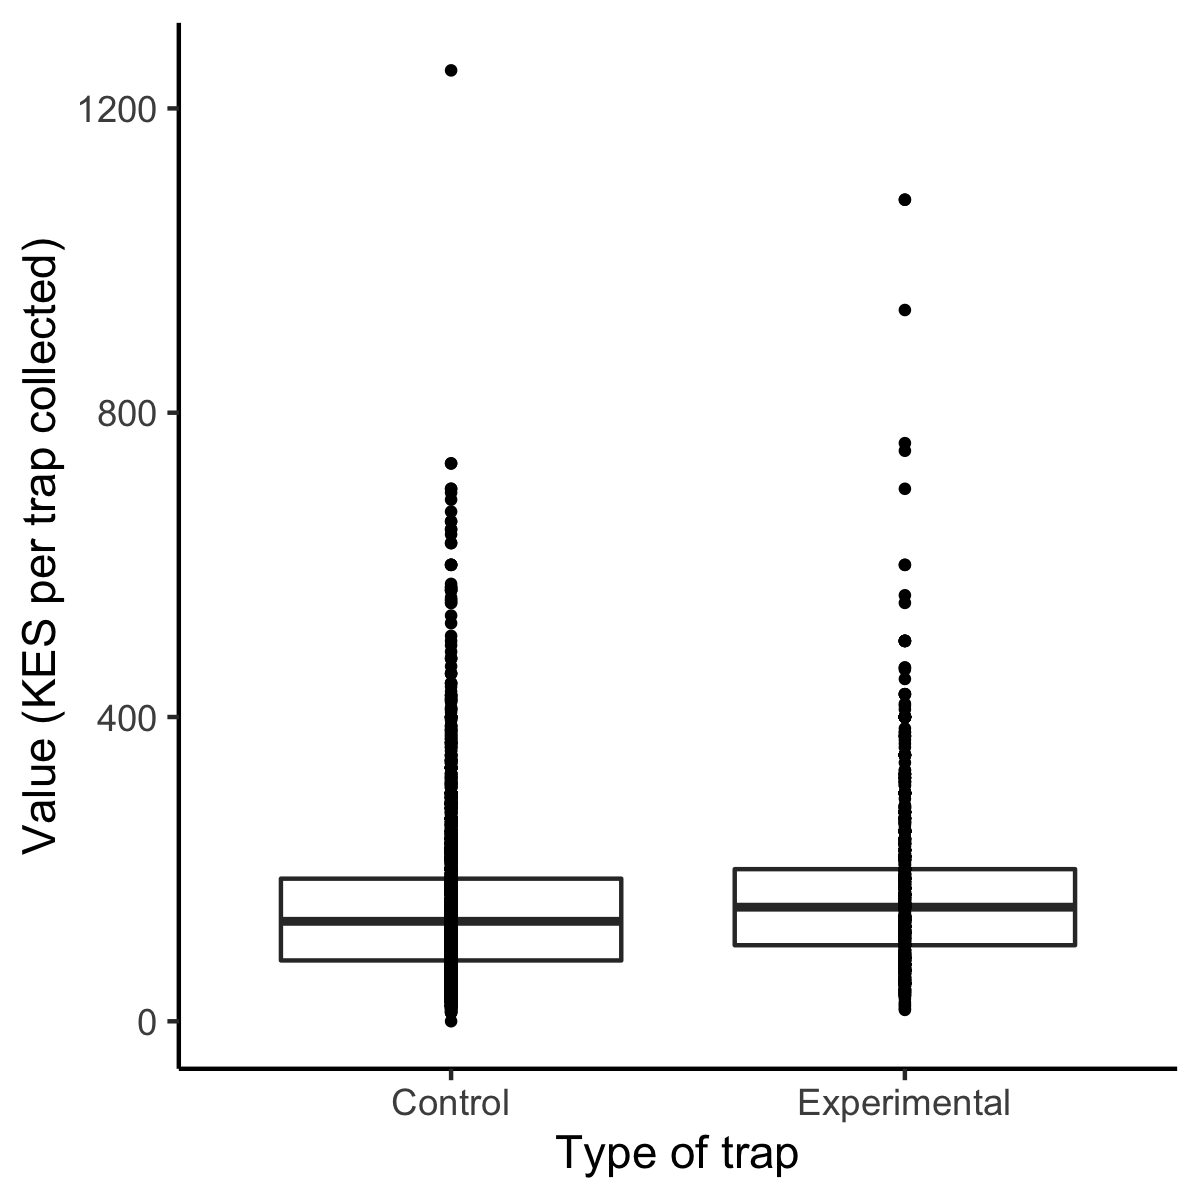 Value (KES per trap collected)
1200
800
400
0
Control
Experimental
Type of trap